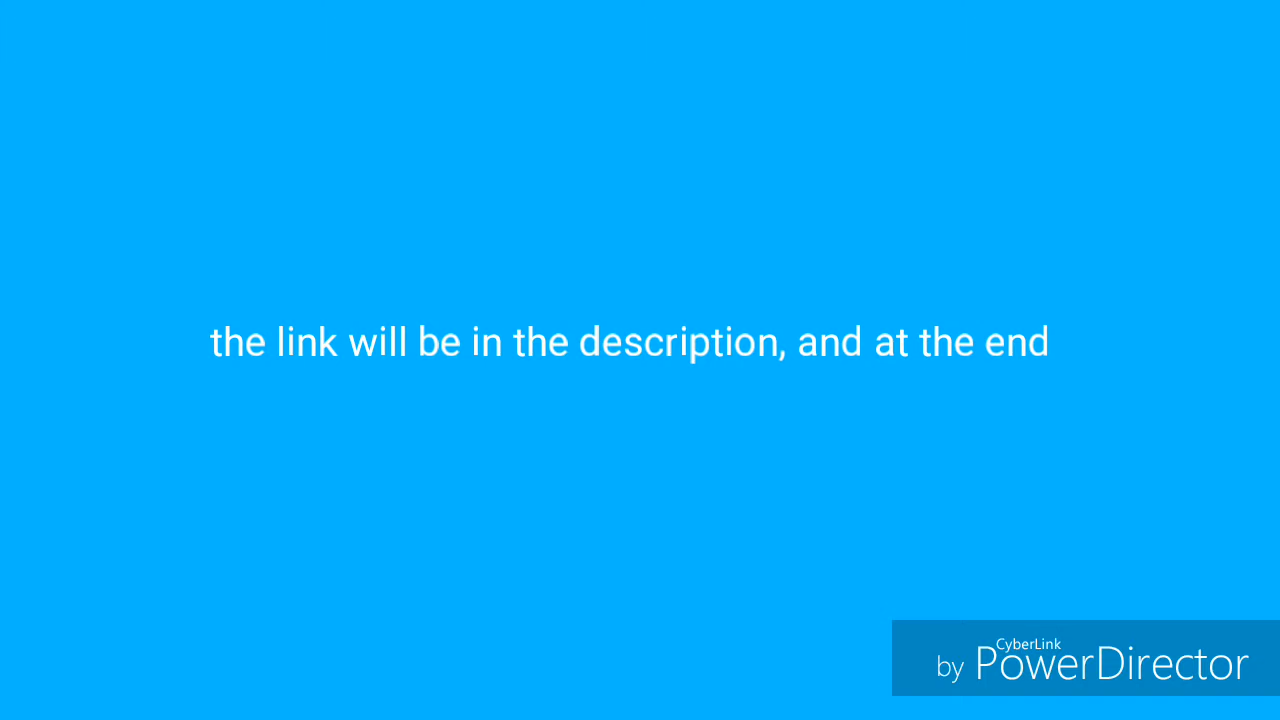 the link will be in the description, and at the end
CyberLink
by PowerDirector